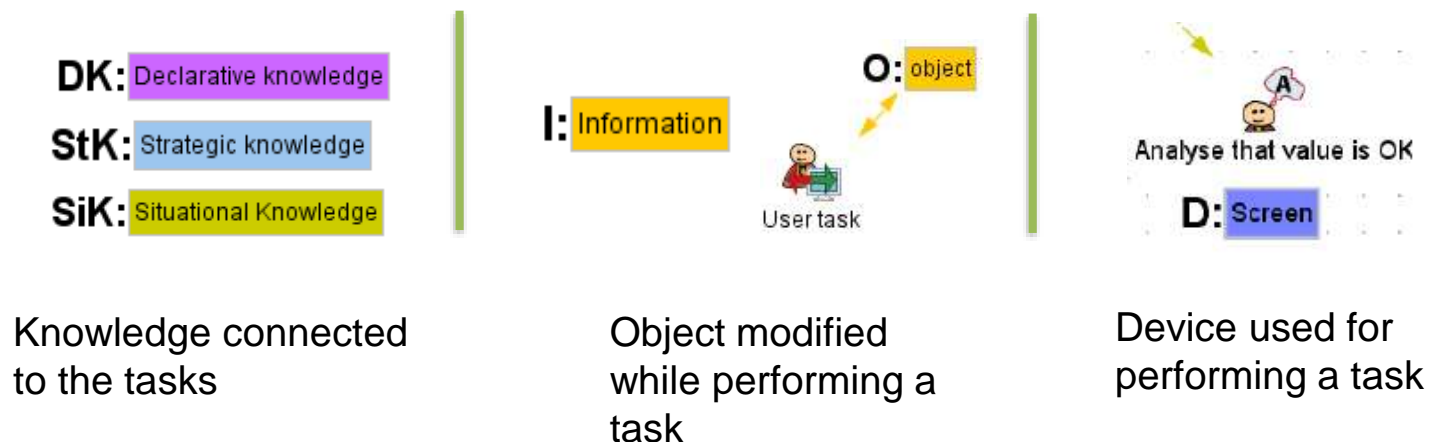 DK: Declarative knowledge
StK: Strategic knowledge
SiK: Situational Knowledge
I: Information
O: object
User task
A
Analyse that value is OK
D: Screen
Knowledge connected
to the tasks
Object modified
while performing a
task
Device used for
performing a task